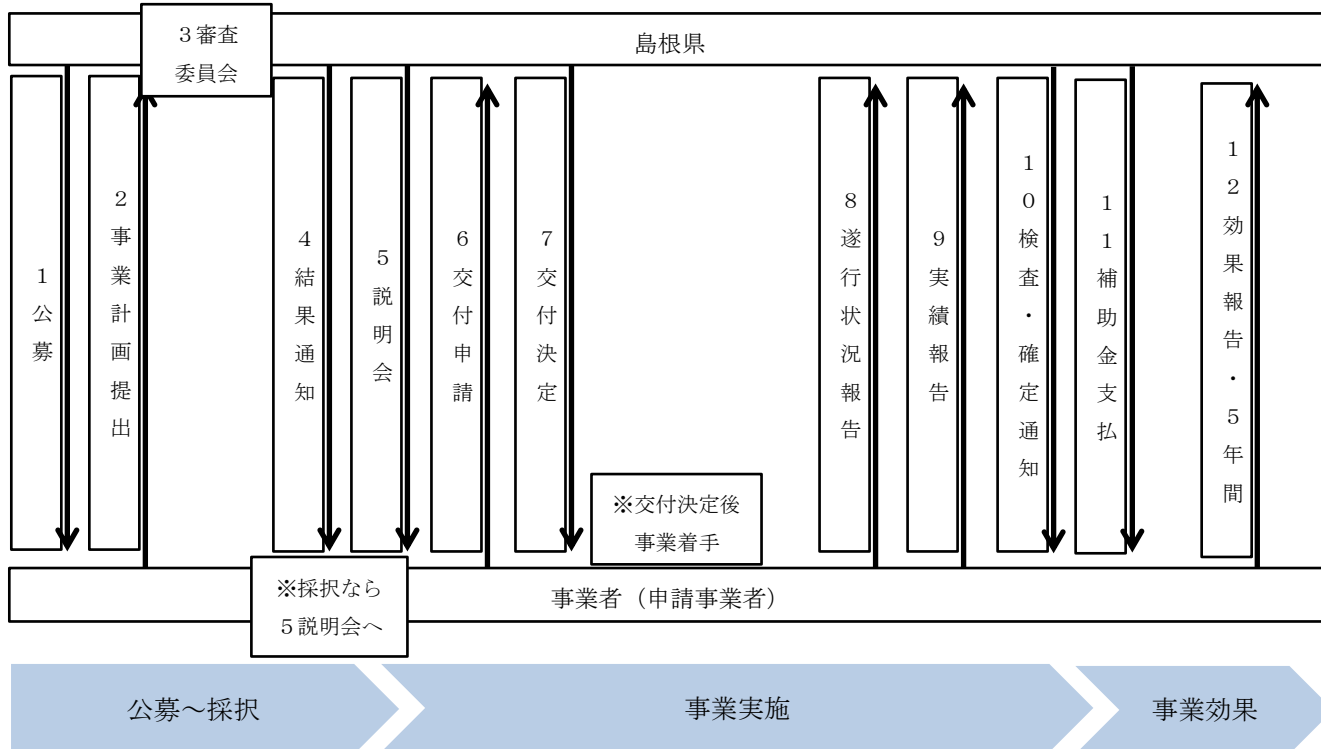 島根県
３審査
委員会
１公募
２事業計画提出
４結果通知
５説明会
６交付申請
７交付決定
８遂行状況報告
９実績報告
１０検査・確定通知
１１補助金支払
１２効果報告・５年間
※交付決定後
事業着手
※採択なら
５説明会へ
事業者（申請事業者）
公募～採択
事業実施
事業効果